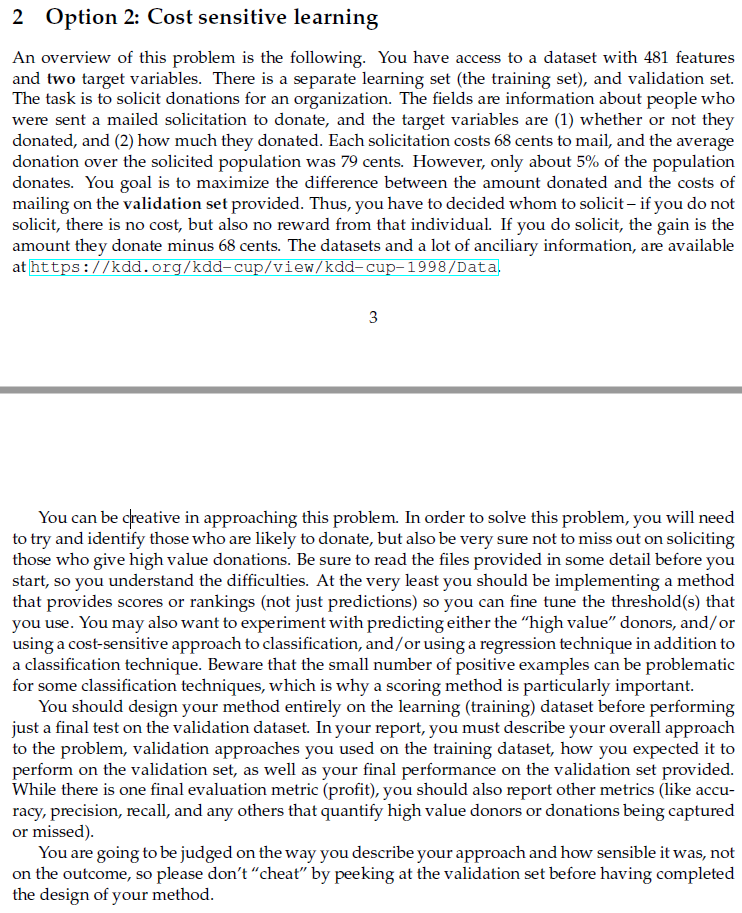 2 Option 2: Cost sensitive learning
An overview of this problem is the following. You have access to a dataset with 481 features
and two target variables. There is a separate learning set (the training set), and validation set.
The task is to solicit donations for an organization. The fields are information about people who
were sent a mailed solicitation to donate, and the target variables are (1) whether or not they
donated, and (2) how much they donated. Each solicitation costs 68 cents to mail, and the average
donation over the solicited population was 79 cents. However, only about 5% of the population
donates. You goal is to maximize the difference between the amount donated and the costs of
mailing on the validation set provided. Thus, you have to decided whom to solicit – if you do not
solicit, there is no cost, but also no reward from that individual. If you do solicit, the gain is the
amount they donate minus 68 cents. The datasets and a lot of anciliary information, are available
at https://kdd.org/kdd-cup/view/kdd-cup-1998/Data.
3
You can be creative in approaching this problem. In order to solve this problem, you will need
to try and identify those who are likely to donate, but also be very sure not to miss out on soliciting
those who give high value donations. Be sure to read the files provided in some detail before you
start, so you understand the difficulties. At the very least you should be implementing a method
that provides scores or rankings (not just predictions) so you can fine tune the threshold(s) that
you use. You may also want to experiment with predicting either the “high value” donors, and/or
using a cost-sensitive approach to classification, and/or using a regression technique in addition to
a classification technique. Beware that the small number of positive examples can be problematic
for some classification techniques, which is why a scoring method is particularly important.
You should design your method entirely on the learning (training) dataset before performing
just a final test on the validation dataset. In your report, you must describe your overall approach
to the problem, validation approaches you used on the training dataset, how you expected it to
perform on the validation set, as well as your final performance on the validation set provided.
While there is one final evaluation metric (profit), you should also report other metrics (like accu-
racy, precision, recall, and any others that quantify high value donors or donations being captured
or missed).
You are going to be judged on the way you describe your approach and how sensible it was, not
on the outcome, so please don’t “cheat” by peeking at the validation set before having completed
the design of your method.